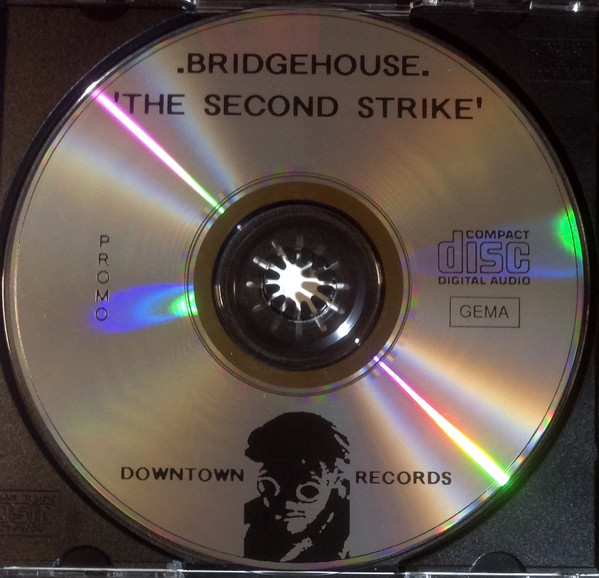 .BRIDGEHOUSE.
'THE SECOND STRIKE'
PROMO
COMPACT
disc
DIGITAL AUDIO
GEMA
DOWNTOWN RECORDS